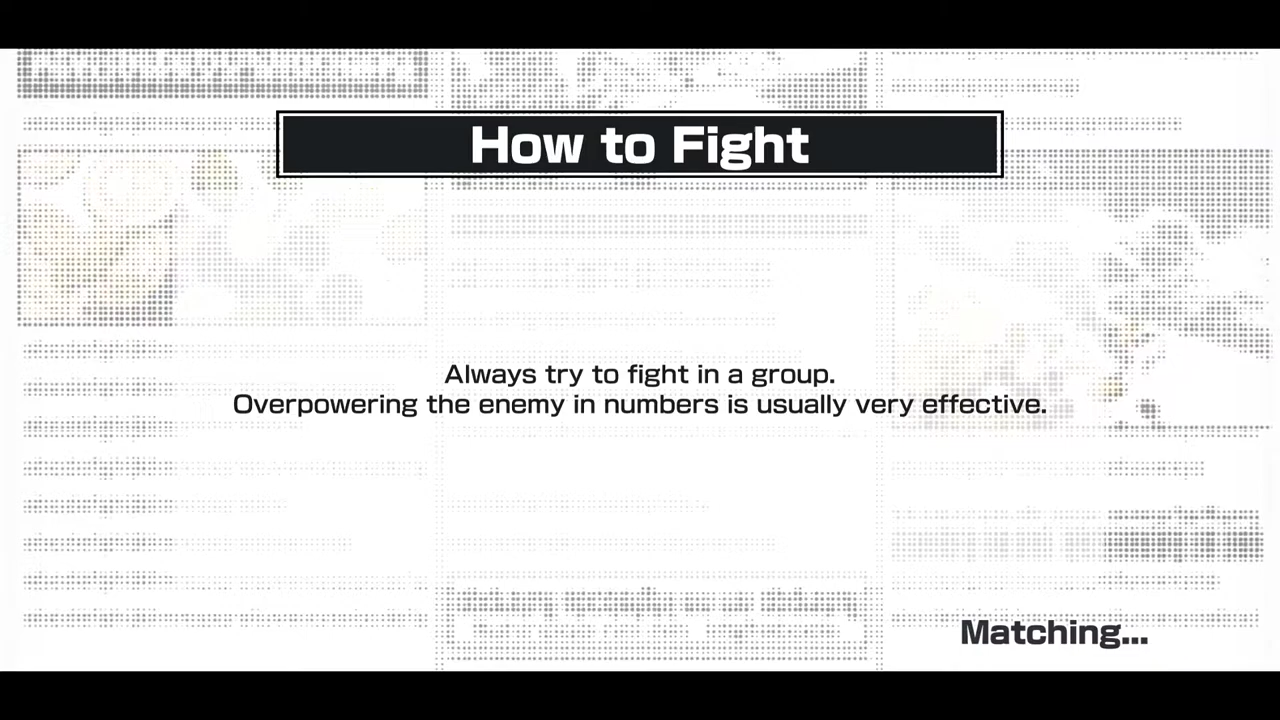 How to Fight
Always try to fight in a group.
Overpowering the enemy in numbers is usually very effective.
Matching...